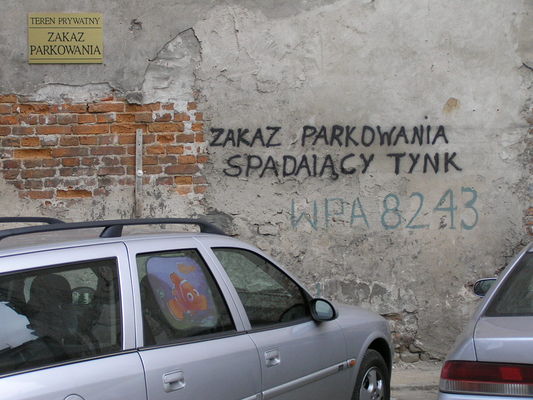 TEREN PRYWATNY
ZAKAZ
PARKOWANIA
ZAKAZ PARKOWANIA
SPADAIĄCY TYNK
WPA 8243